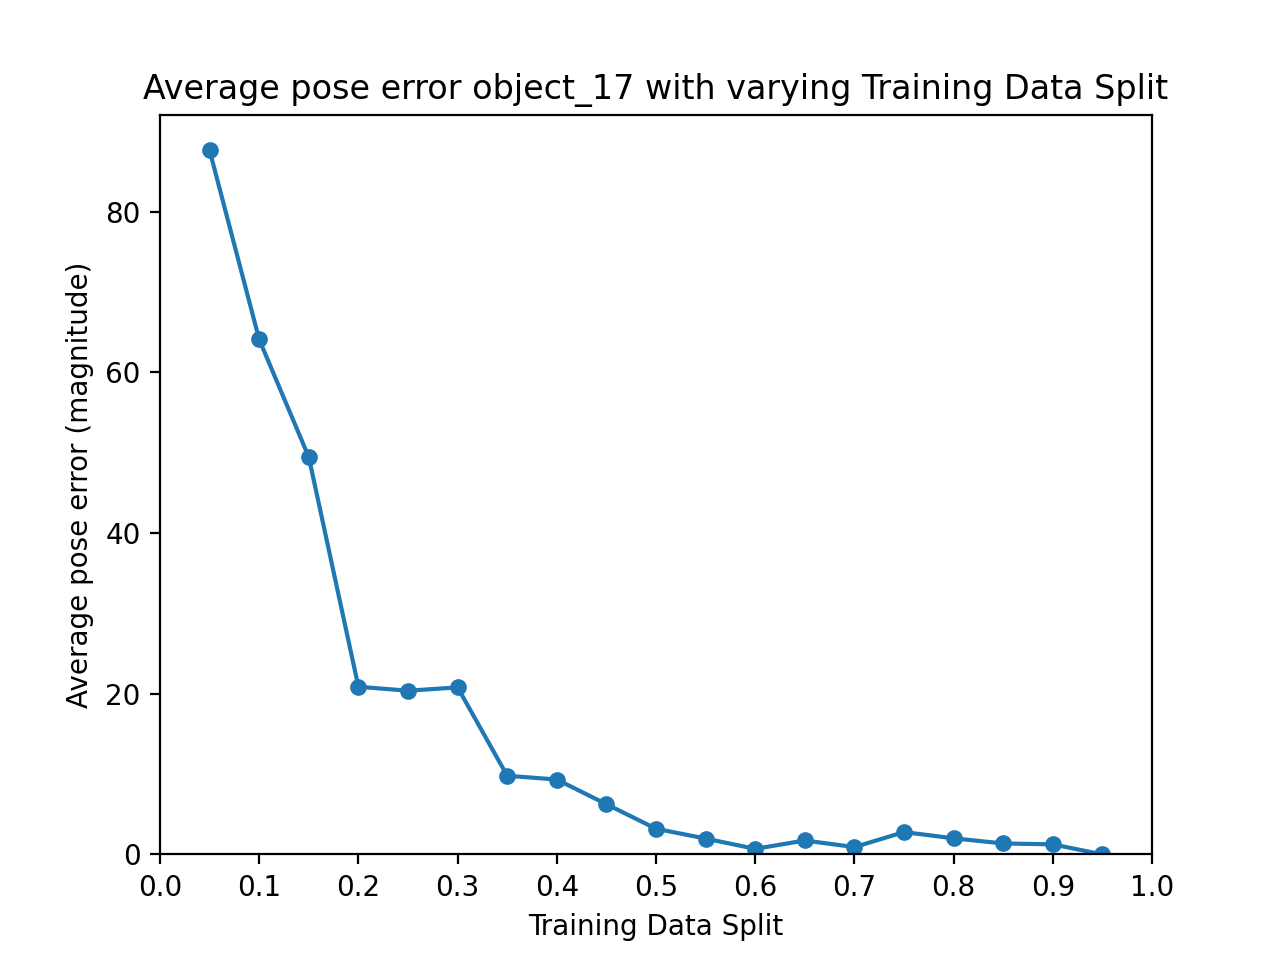 Average pose error object_17 with varying Training Data Split
Average pose error (magnitude)
80
60
40
20
0
0.0 0.1 0.2 0.3 0.4 0.5 0.6 0.7 0.8 0.9 1.0
Training Data Split